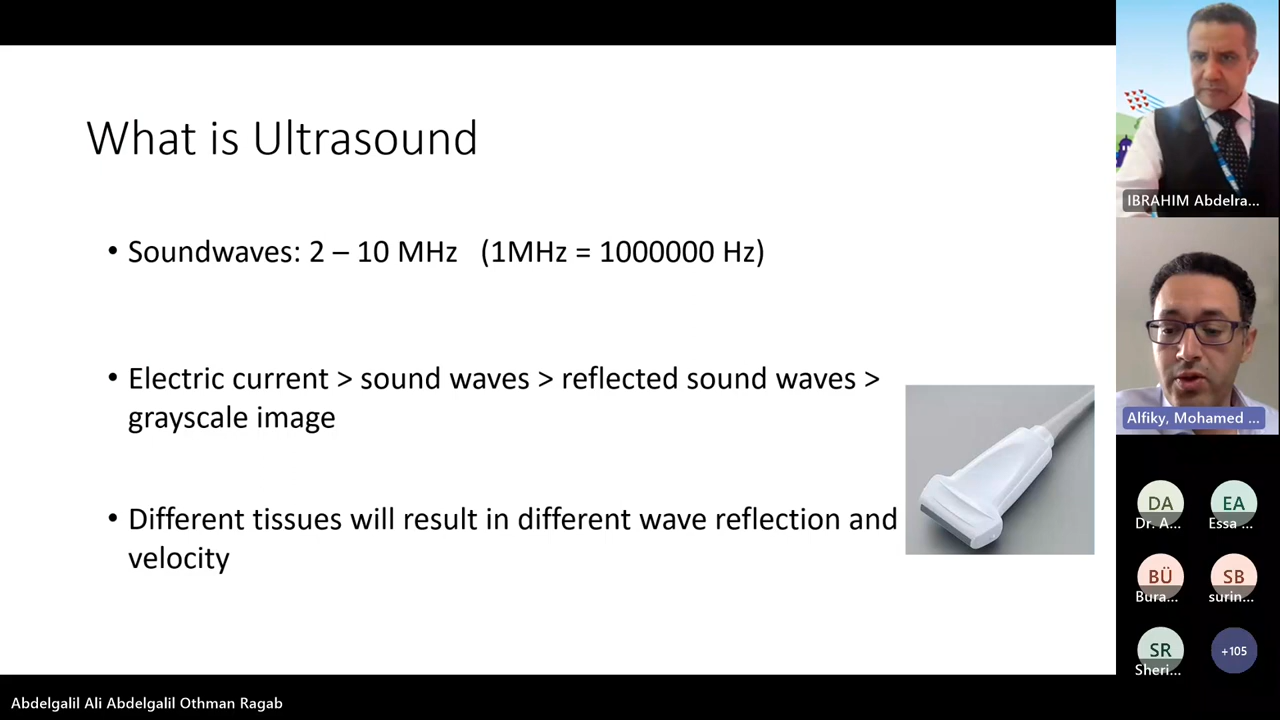 What is Ultrasound
• Soundwaves: 2 – 10 MHz (1MHz = 1000000 Hz)
• Electric current > sound waves > reflected sound waves >
grayscale image
• Different tissues will result in different wave reflection and
velocity
IBRAHIM Abdelra...
Alfiky, Mohamed ...
DA
EA
Dr. A...
Essa ...
BÜ
SB
Bura...
surin...
SR
+105
Sheri...
Abdelgalil Ali Abdelgalil Othman Ragab